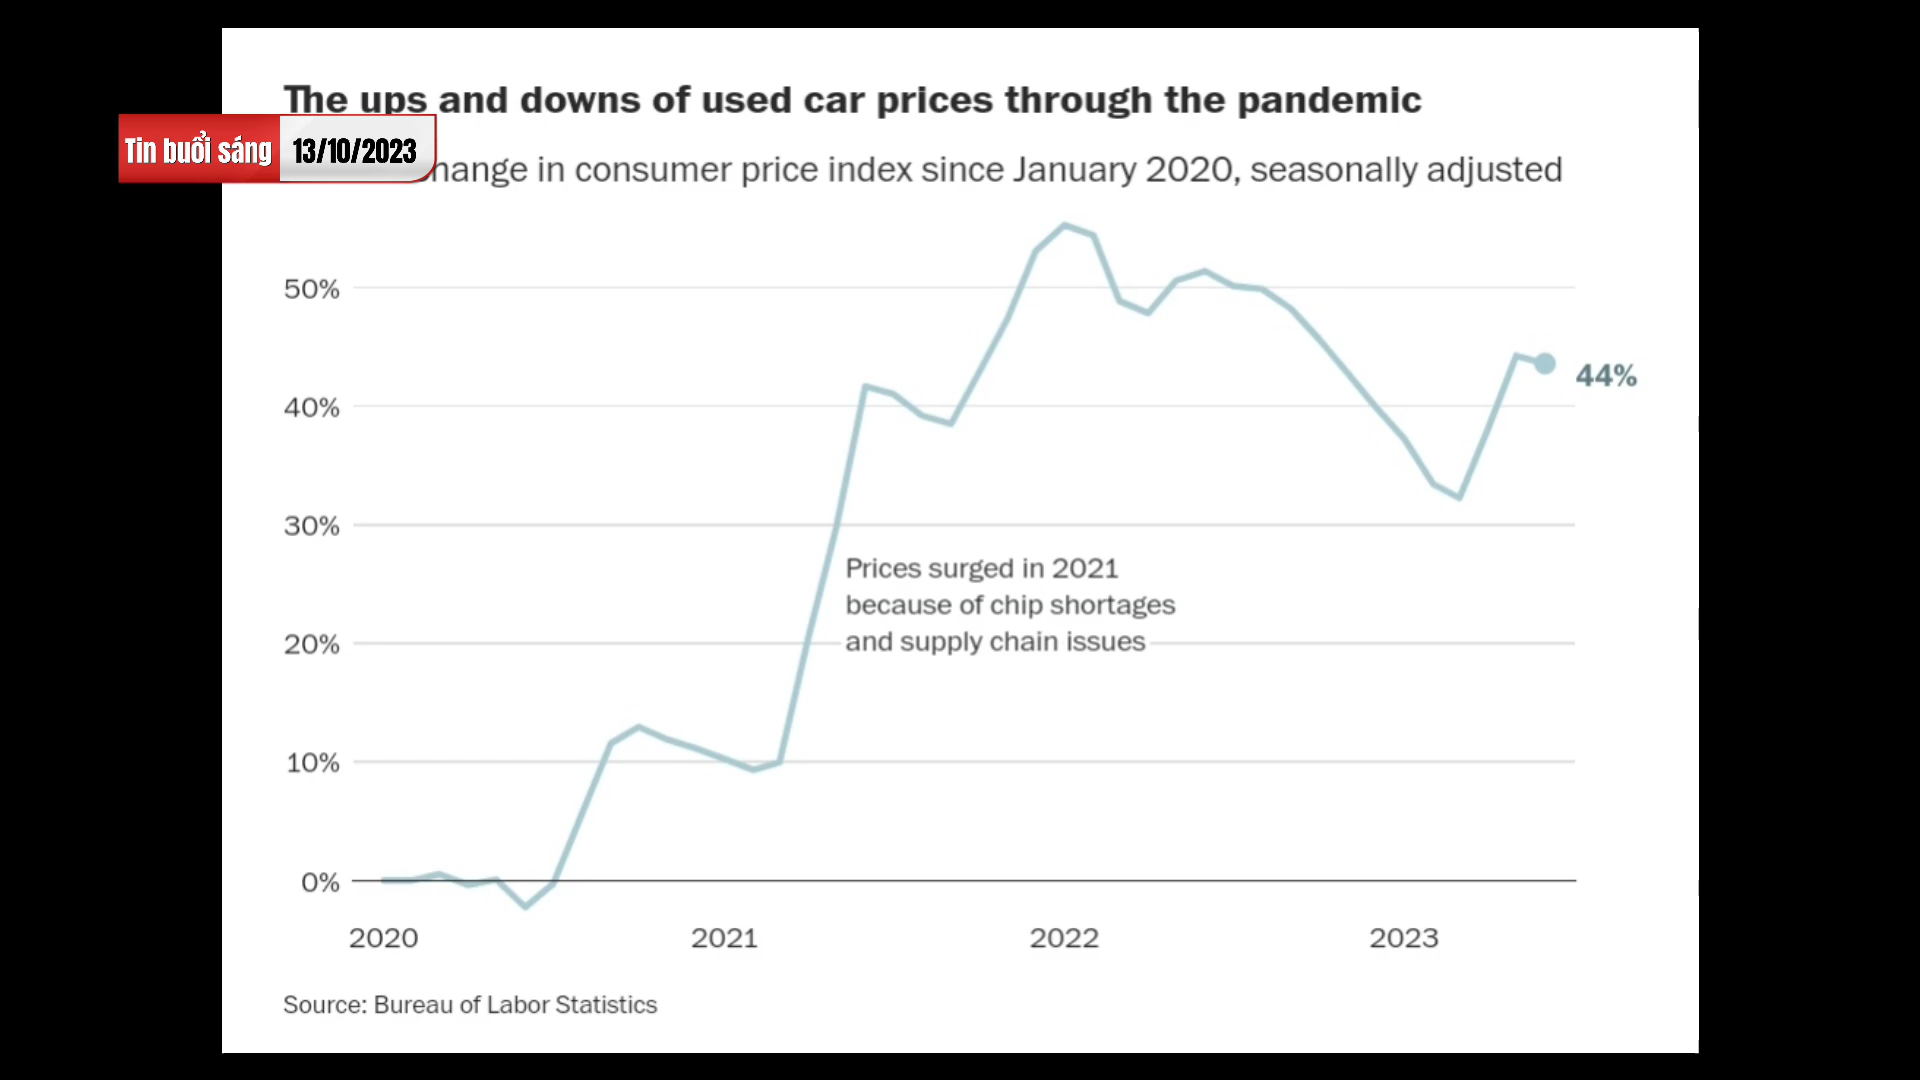 The ups and downs of used car prices through the pandemic
Tin buổi sáng 13/10/2023
hange in consumer price index since January 2020, seasonally adjusted
50%
44%
40%
30%
Prices surged in 2021
because of chip shortages
and supply chain issues
20%
10%
0%
2020 2021 2022 2023
Source: Bureau of Labor Statistics